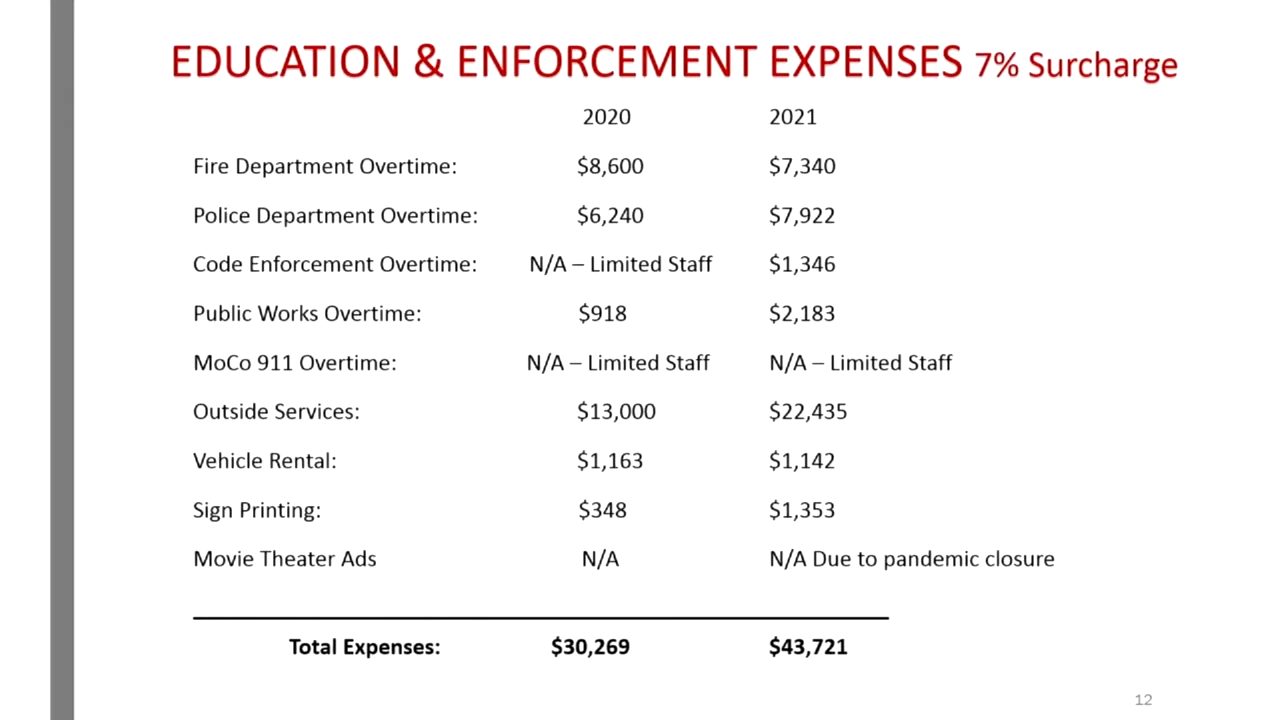 EDUCATION & ENFORCEMENT EXPENSES 7% Surcharge
2020 2021
Fire Department Overtime: $8,600 $7,340
Police Department Overtime: $6,240 $7,922
Code Enforcement Overtime: N/A – Limited Staff $1,346
Public Works Overtime: $918 $2,183
MoCo 911 Overtime: N/A – Limited Staff N/A – Limited Staff
Outside Services: $13,000 $22,435
Vehicle Rental: $1,163 $1,142
Sign Printing: $348 $1,353
Movie Theater Ads N/A N/A Due to pandemic closure
Total Expenses: $30,269 $43,721
12